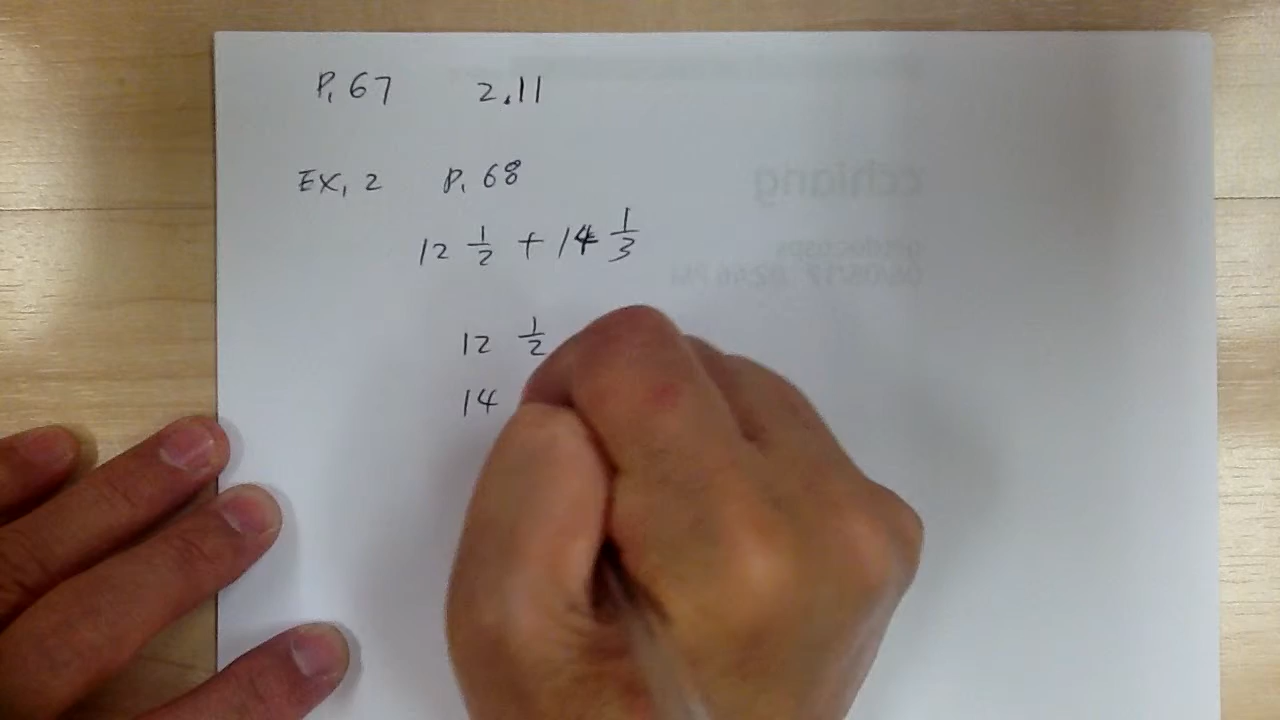 P. 67 2.11
EX. 2 P. 68
12 1/2 + 14 1/3
12 1/2
14